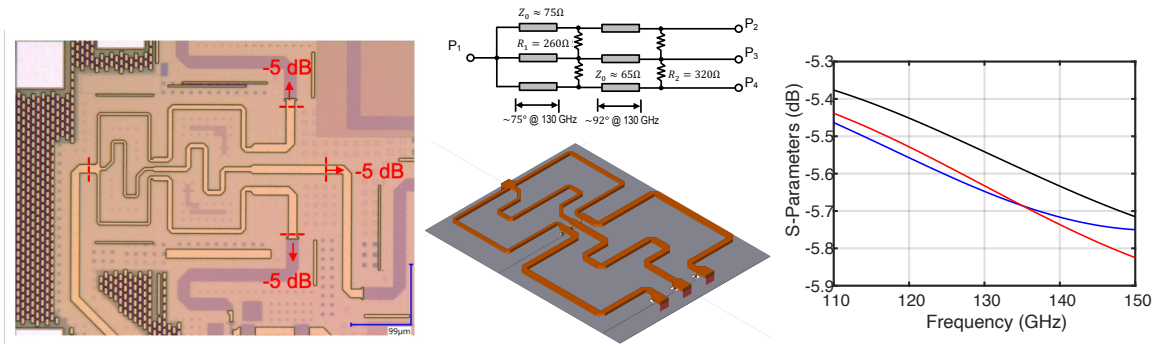 -5 dB
-5 dB
-5 dB
99µm
Z₀ ≈ 75Ω
P₁
R₁ = 260Ω
Z₀ ≈ 65Ω
R₂ = 320Ω
P₂
P₃
P₄
~75° @ 130 GHz
~92° @ 130 GHz
S-Parameters (dB)
-5.3
-5.4
-5.5
-5.6
-5.7
-5.8
-5.9
110
120
130
140
150
Frequency (GHz)